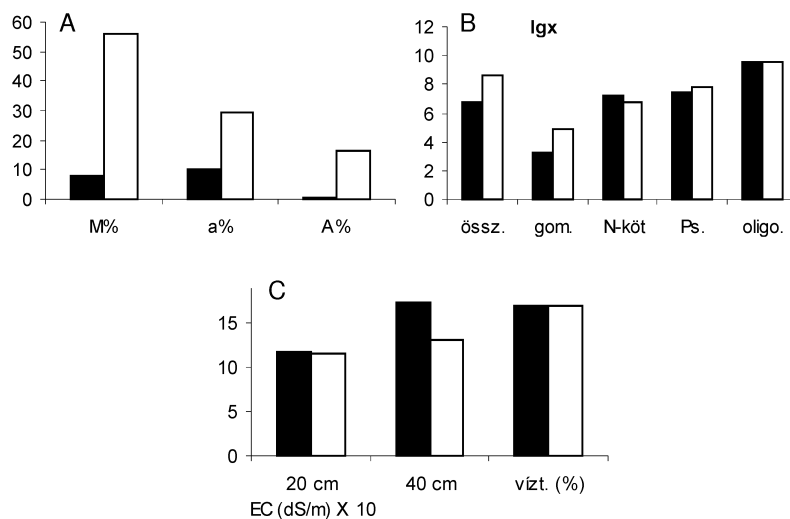 A
60
50
40
30
20
10
0
M%
a%
A%
B
lgx
12
10
8
6
4
2
0
össz.
gom.
N-köt
Ps.
oligo.
C
15
10
5
0
20 cm
40 cm
vízt. (%)
EC (dS/m) X 10